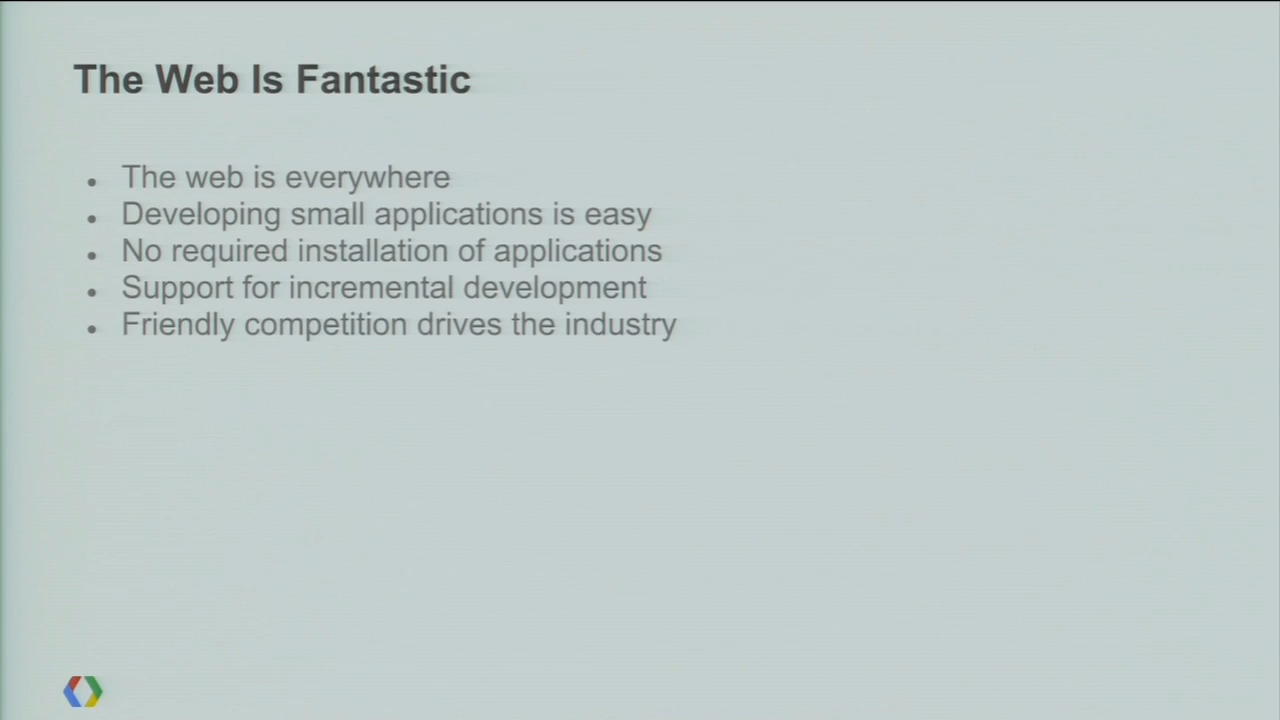 The Web Is Fantastic
The web is everywhere
Developing small applications is easy
No required installation of applications
Support for incremental development
Friendly competition drives the industry